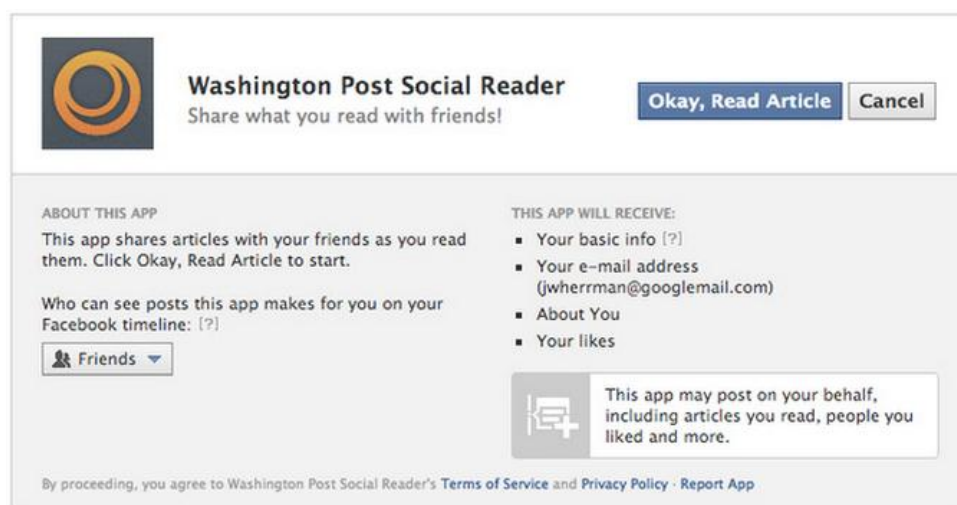 Washington Post Social Reader
Share what you read with friends!
Okay, Read Article
Cancel
ABOUT THIS APP
This app shares articles with your friends as you read
them. Click Okay, Read Article to start.
Who can see posts this app makes for you on your
Facebook timeline: [?]
Friends
THIS APP WILL RECEIVE:
▪ Your basic info [?]
▪ Your e-mail address
(jwherrman@googlemail.com)
▪ About You
▪ Your likes
This app may post on your behalf,
including articles you read, people you
liked and more.
By proceeding, you agree to Washington Post Social Reader's Terms of Service and Privacy Policy · Report App